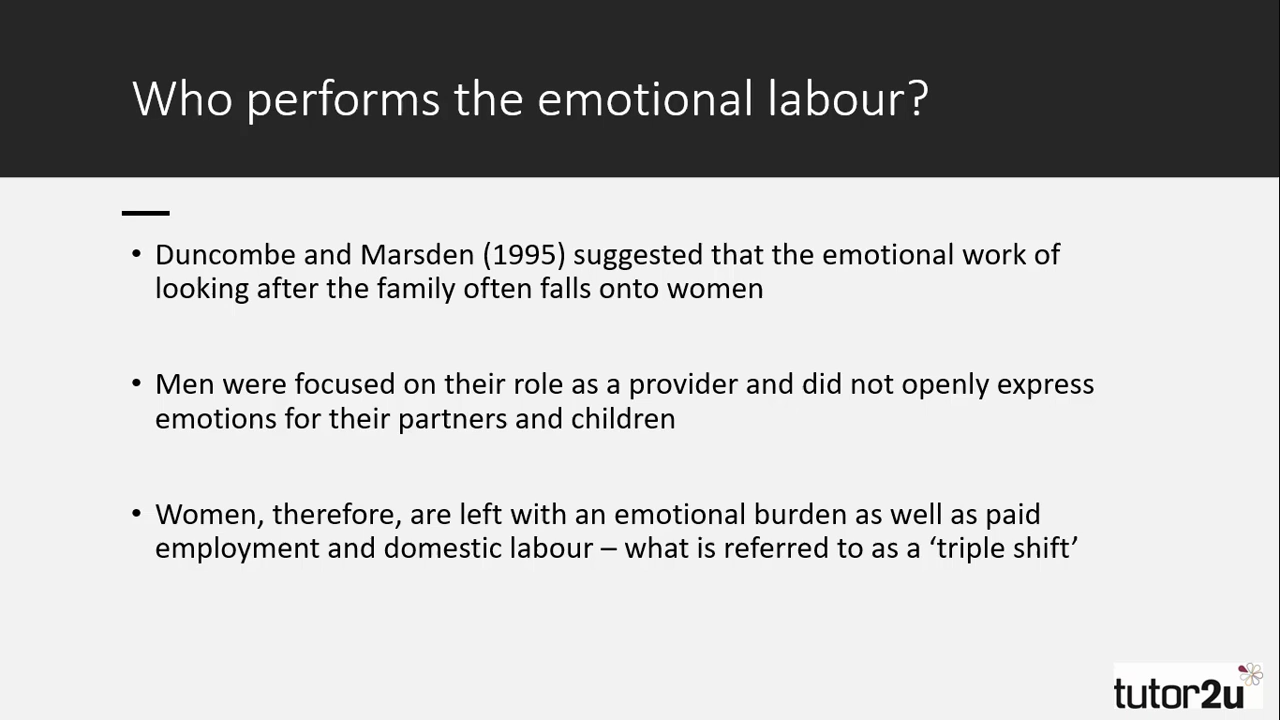 Who performs the emotional labour?
• Duncombe and Marsden (1995) suggested that the emotional work of
looking after the family often falls onto women
• Men were focused on their role as a provider and did not openly express
emotions for their partners and children
• Women, therefore, are left with an emotional burden as well as paid
employment and domestic labour – what is referred to as a ‘triple shift’
tutor2u